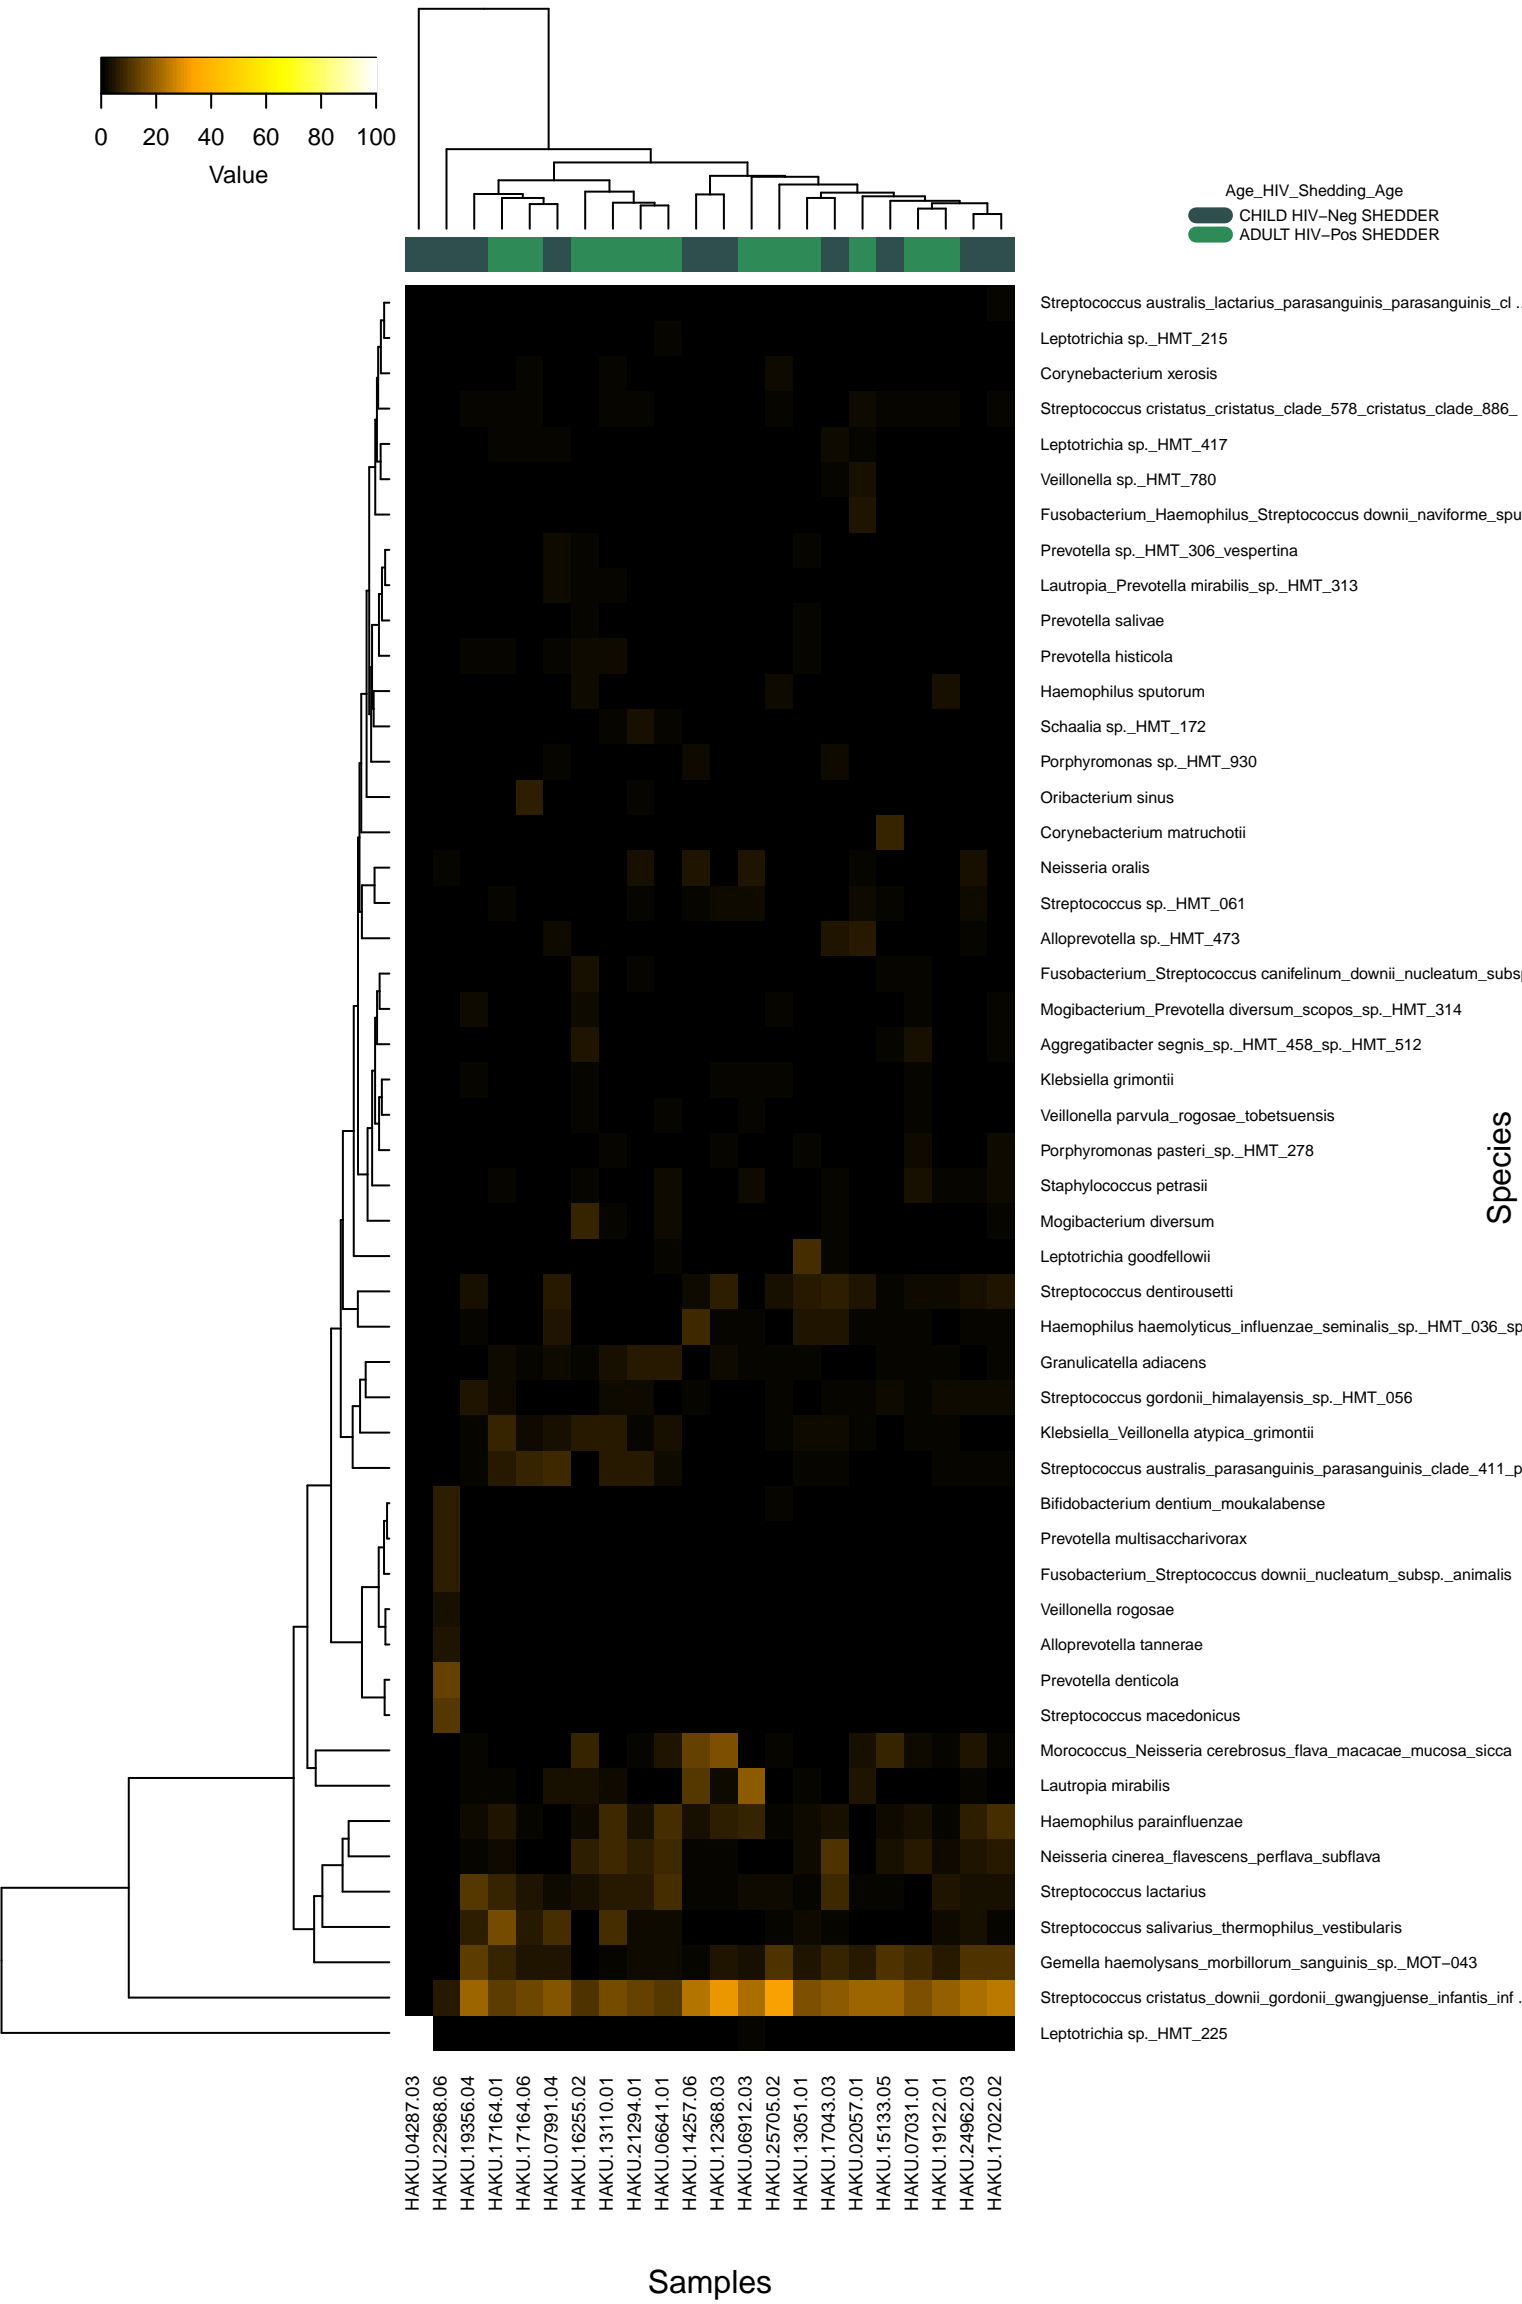 0 20 40 60 80 100
Value
Age_HIV_Shedding_Age
CHILD HIV−Neg SHEDDER
ADULT HIV−Pos SHEDDER
Streptococcus australis_lactarius_parasanguinis_parasanguinis_cl ..
Leptotrichia sp._HMT_215
Corynebacterium xerosis
Streptococcus cristatus_cristatus_clade_578_cristatus_clade_886_
Leptotrichia sp._HMT_417
Veillonella sp._HMT_780
Fusobacterium_Haemophilus_Streptococcus downii_naviforme_spu
Prevotella sp._HMT_306_vespertina
Lautropia_Prevotella mirabilis_sp._HMT_313
Prevotella salivae
Prevotella histicola
Haemophilus sputorum
Schaalia sp._HMT_172
Porphyromonas sp._HMT_930
Oribacterium sinus
Corynebacterium matruchotii
Neisseria oralis
Streptococcus sp._HMT_061
Alloprevotella sp._HMT_473
Fusobacterium_Streptococcus canifelinum_downii_nucleatum_subsp
Mogibacterium_Prevotella diversum_scopos_sp._HMT_314
Aggregatibacter segnis_sp._HMT_458_sp._HMT_512
Klebsiella grimontii
Veillonella parvula_rogosae_tobetsuensis
Porphyromonas pasteri_sp._HMT_278
Staphylococcus petrasii
Mogibacterium diversum
Leptotrichia goodfellowii
Streptococcus dentirousetti
Haemophilus haemolyticus_influenzae_seminalis_sp._HMT_036_sp
Granulicatella adiacens
Streptococcus gordonii_himalayensis_sp._HMT_056
Klebsiella_Veillonella atypica_grimontii
Streptococcus australis_parasanguinis_parasanguinis_clade_411_p
Bifidobacterium dentium_moukalabense
Prevotella multisaccharivorax
Fusobacterium_Streptococcus downii_nucleatum_subsp._animalis
Veillonella rogosae
Alloprevotella tannerae
Prevotella denticola
Streptococcus macedonicus
Morococcus_Neisseria cerebrosus_flava_macacae_mucosa_sicca
Lautropia mirabilis
Haemophilus parainfluenzae
Neisseria cinerea_flavescens_perflava_subflava
Streptococcus lactarius
Streptococcus salivarius_thermophilus_vestibularis
Gemella haemolysans_morbillorum_sanguinis_sp._MOT−043
Streptococcus cristatus_downii_gordonii_gwangjuense_infantis_inf .
Leptotrichia sp._HMT_225
Species
HAKU.04287.03
HAKU.22968.06
HAKU.19356.04
HAKU.17164.01
HAKU.17164.06
HAKU.07991.04
HAKU.16255.02
HAKU.13110.01
HAKU.21294.01
HAKU.06641.01
HAKU.14257.06
HAKU.12368.03
HAKU.06912.03
HAKU.25705.02
HAKU.13051.01
HAKU.17043.03
HAKU.02057.01
HAKU.15133.05
HAKU.07031.01
HAKU.19122.01
HAKU.24962.03
HAKU.17022.02
Samples